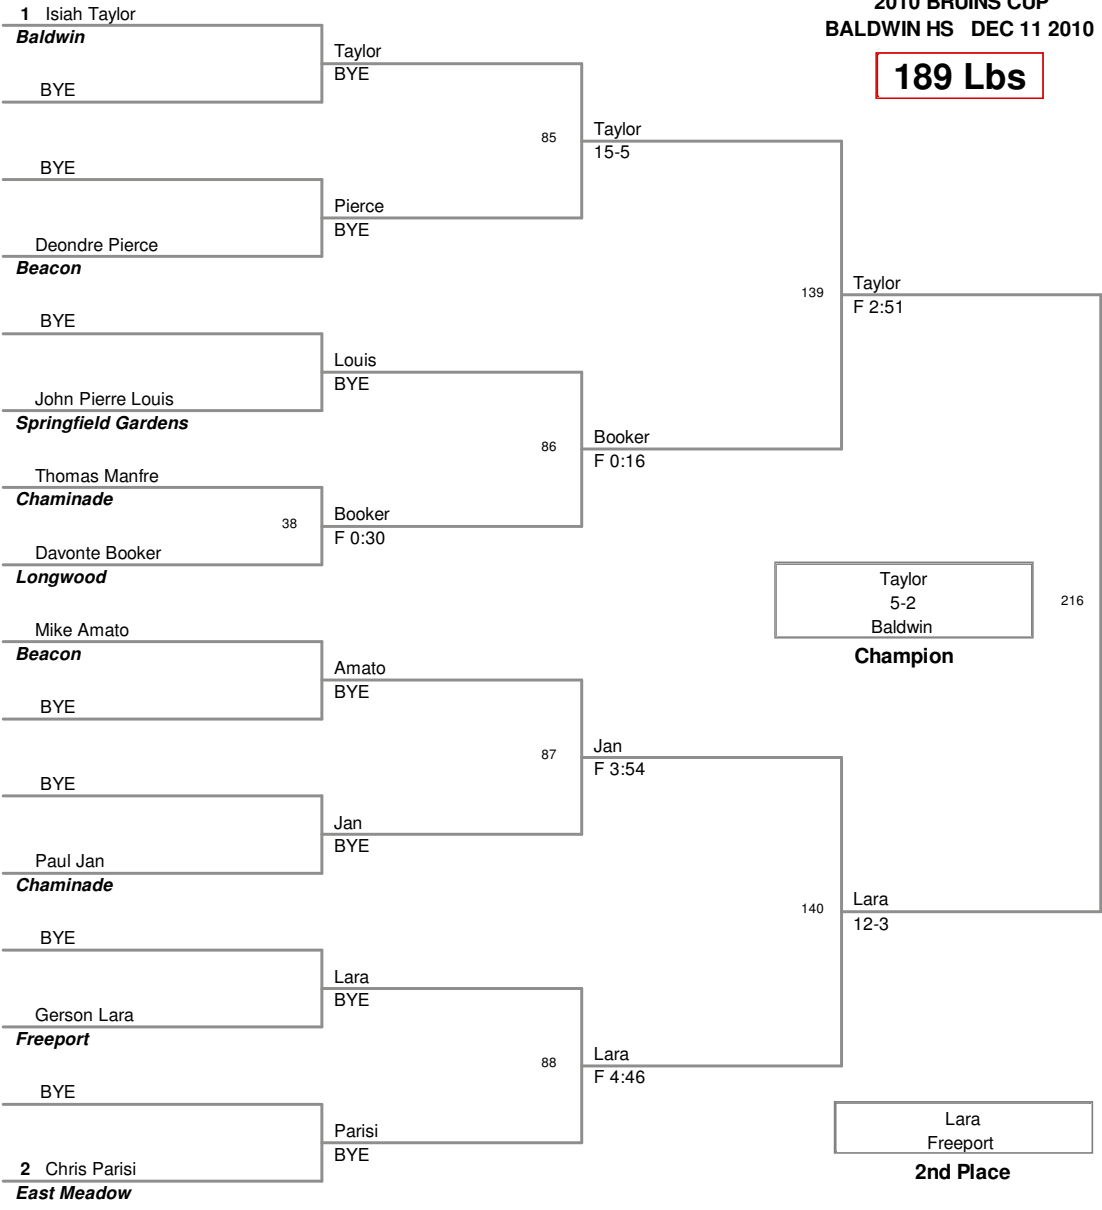 2010 BRUINS CUP
BALDWIN HS DEC 11 2010
189 Lbs
1 Isiah Taylor
Baldwin
BYE
BYE
Deondre Pierce
Beacon
BYE
John Pierre Louis
Springfield Gardens
Thomas Manfre
Chaminade
38
Davonte Booker
Longwood
Mike Amato
Beacon
BYE
BYE
Paul Jan
Chaminade
BYE
Gerson Lara
Freeport
BYE
2 Chris Parisi
East Meadow
Taylor
BYE
85
Pierce
BYE
Louis
BYE
86
Booker
F 0:30
Amato
BYE
87
Jan
BYE
Lara
BYE
88
Parisi
BYE
Taylor
15-5
139
Booker
F 0:16
Jan
F 3:54
140
Lara
F 4:46
Taylor
F 2:51
216
Lara
12-3
Taylor
5-2
Baldwin
Champion
Lara
Freeport
2nd Place